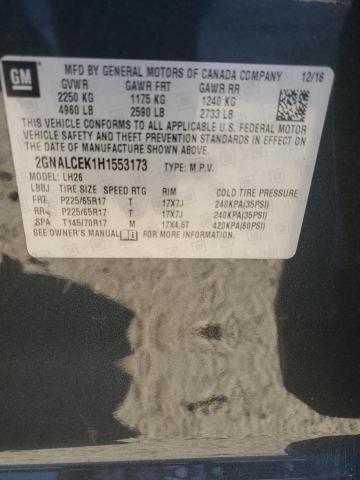 GM
MFD BY GENERAL MOTORS OF CANADA COMPANY 12/16
GVWR GAWR FRT GAWR RR
2250 KG 1175 KG 1240 KG
4960 LB 2590 LB 2733 LB
THIS VEHICLE CONFORMS TO ALL APPLICABLE U.S. FEDERAL MOTOR
VEHICLE SAFETY AND THEFT PREVENTION STANDARDS IN EFFECT ON
THE DATE OF MANUFACTURE SHOWN ABOVE.
2GNALCEK1H1553173 TYPE: M.P.V.
MODEL: LH26
LBBJ TIRE SIZE SPEED RTG RIM COLD TIRE PRESSURE
FRT P225/65R17 T 17X7J 240KPA(35PSI)
RR P225/65R17 T 17X7J 240KPA(35PSI)
SPA T145/70R17 M 17X4.5T 420KPA(60PSI)
SEE OWNER'S MANUAL FOR ADDITIONAL INFORMATION.